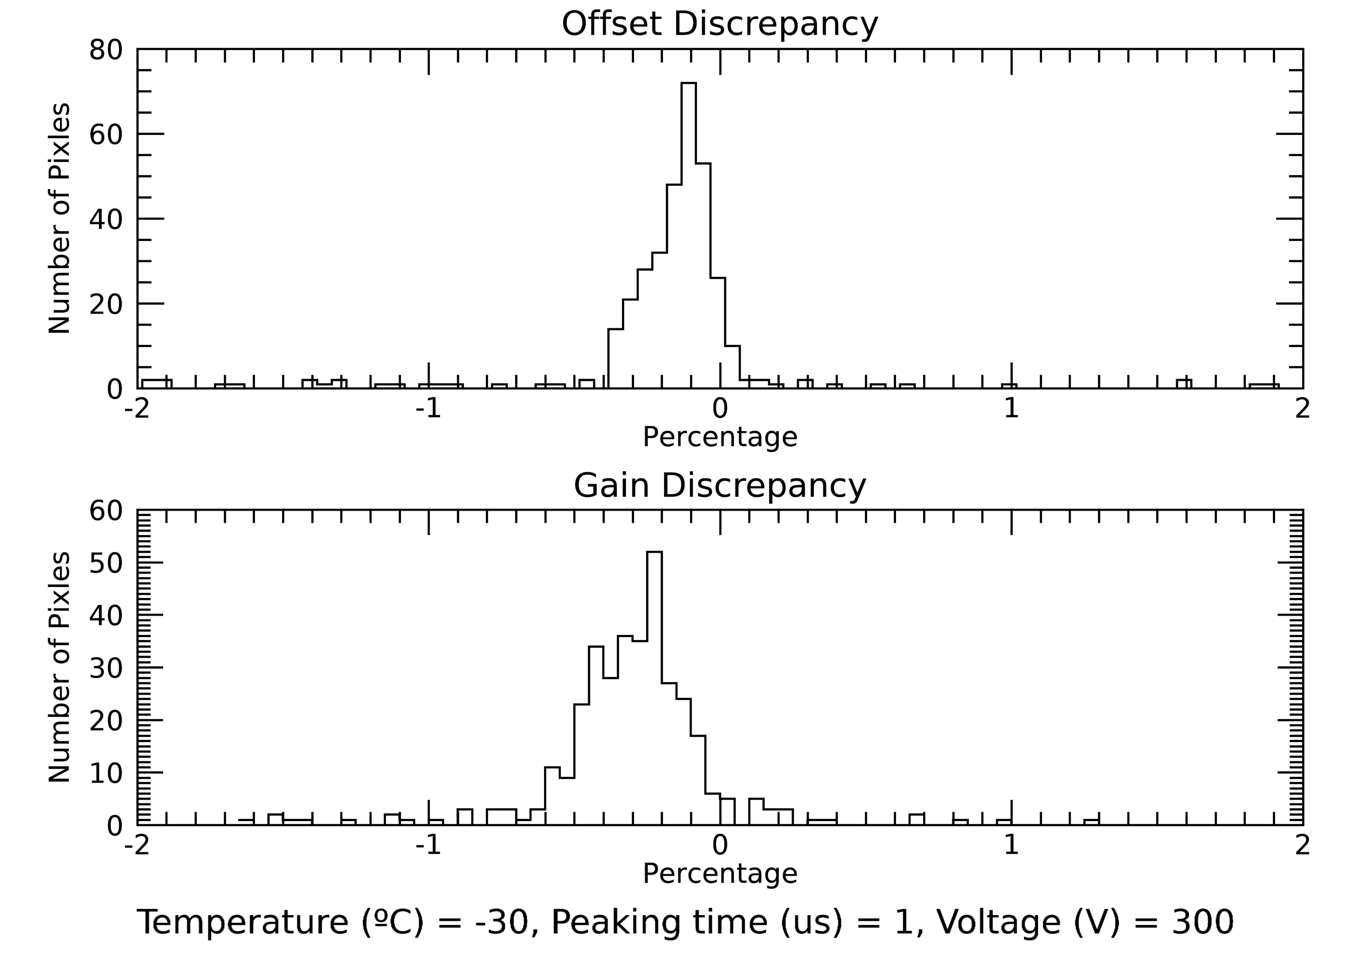 Offset Discrepancy
80
60
40
20
0
Number of Pixles
-2 -1 0 1 2
Percentage
Gain Discrepancy
60
50
40
30
20
10
0
Number of Pixles
-2 -1 0 1 2
Percentage
Temperature (ºC) = -30, Peaking time (us) = 1, Voltage (V) = 300